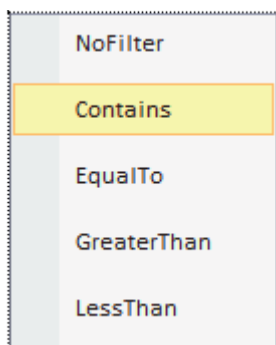 NoFilter
Contains
EqualTo
GreaterThan
LessThan